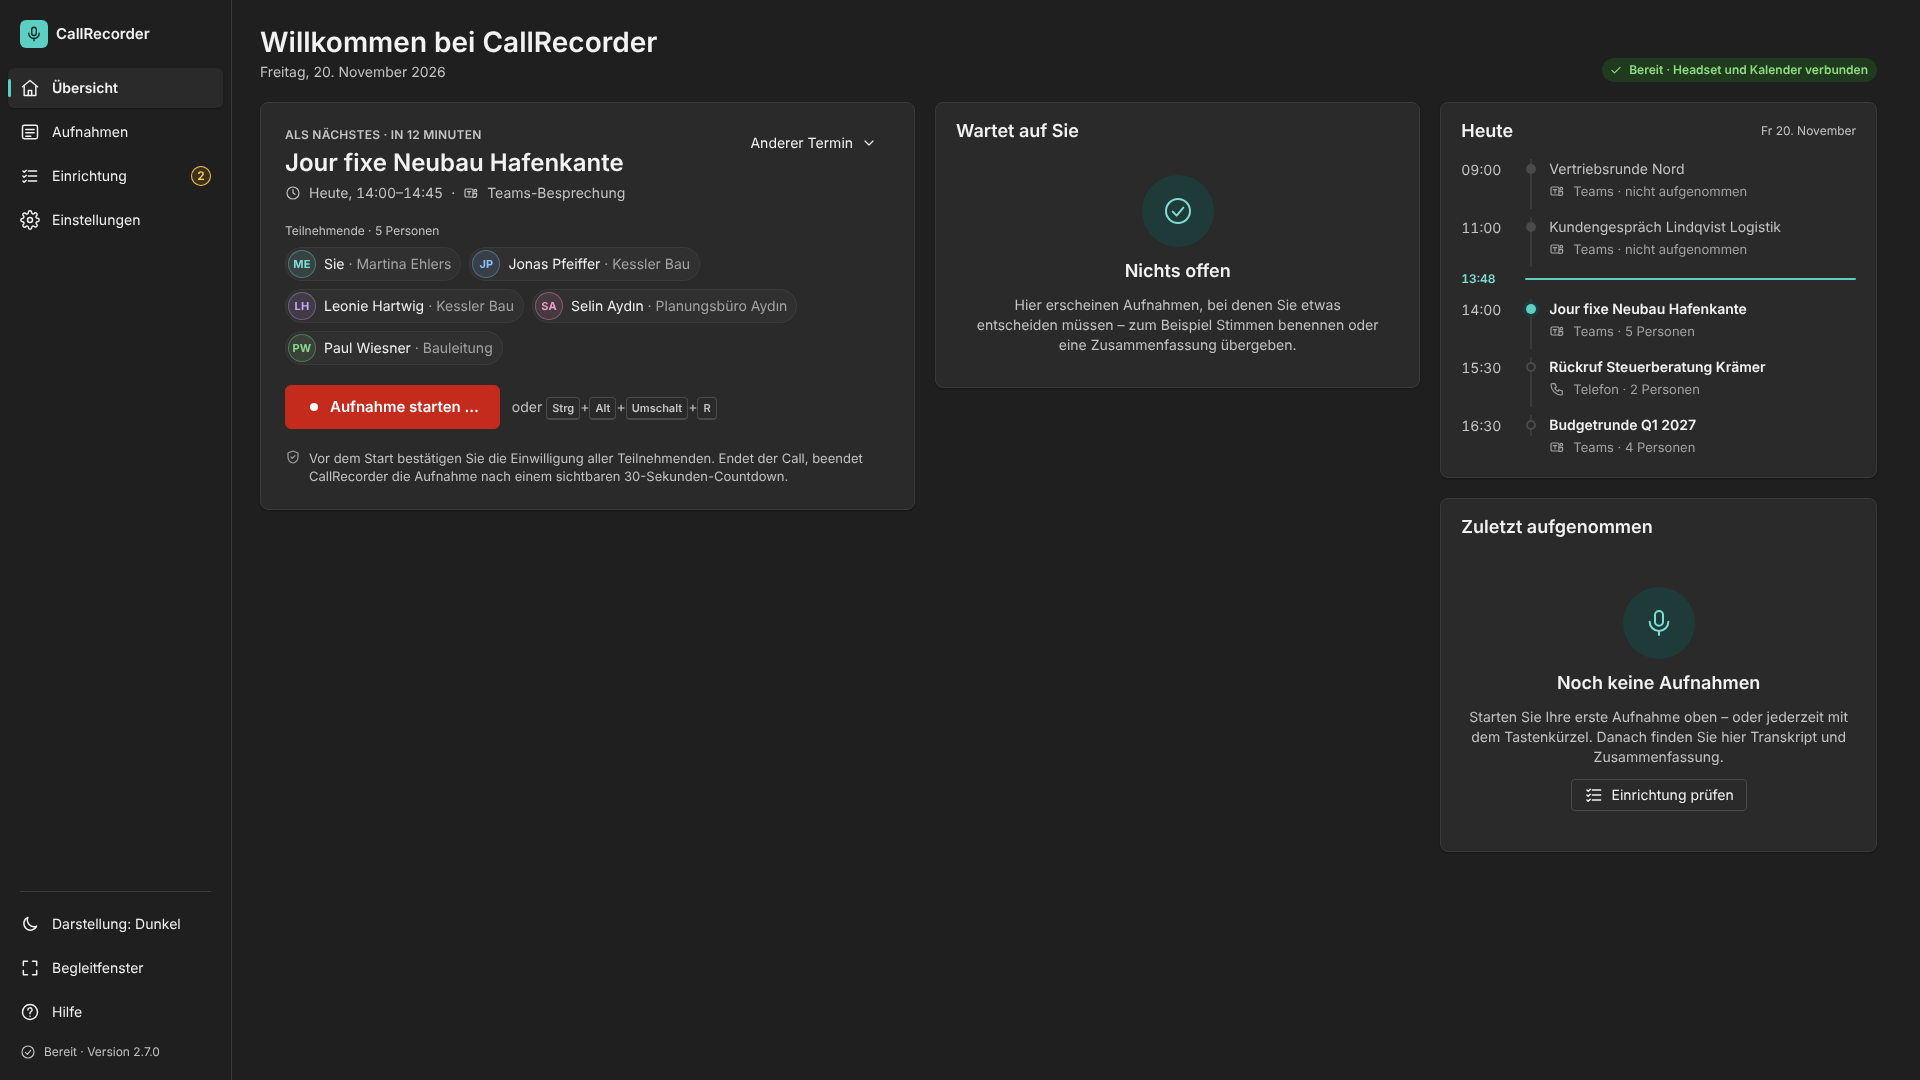 CallRecorder
Übersicht
Aufnahmen
Einrichtung
2
Einstellungen
Darstellung: Dunkel
Begleitfenster
Hilfe
Bereit · Version 2.7.0
Willkommen bei CallRecorder
Freitag, 20. November 2026
Bereit · Headset und Kalender verbunden
ALS NÄCHSTES · IN 12 MINUTEN
Jour fixe Neubau Hafenkante
Anderer Termin
Heute, 14:00–14:45 · Teams-Besprechung
Teilnehmende · 5 Personen
ME Sie · Martina Ehlers
JP Jonas Pfeiffer · Kessler Bau
LH Leonie Hartwig · Kessler Bau
SA Selin Aydın · Planungsbüro Aydın
PW Paul Wiesner · Bauleitung
Aufnahme starten ...
oder Strg + Alt + Umschalt + R
Vor dem Start bestätigen Sie die Einwilligung aller Teilnehmenden. Endet der Call, beendet
CallRecorder die Aufnahme nach einem sichtbaren 30-Sekunden-Countdown.
Wartet auf Sie
Nichts offen
Hier erscheinen Aufnahmen, bei denen Sie etwas
entscheiden müssen – zum Beispiel Stimmen benennen oder
eine Zusammenfassung übergeben.
Heute
Fr 20. November
09:00
Vertriebsrunde Nord
Teams · nicht aufgenommen
11:00
Kundengespräch Lindqvist Logistik
Teams · nicht aufgenommen
13:48
14:00
Jour fixe Neubau Hafenkante
Teams · 5 Personen
15:30
Rückruf Steuerberatung Krämer
Telefon · 2 Personen
16:30
Budgetrunde Q1 2027
Teams · 4 Personen
Zuletzt aufgenommen
Noch keine Aufnahmen
Starten Sie Ihre erste Aufnahme oben – oder jederzeit mit
dem Tastenkürzel. Danach finden Sie hier Transkript und
Zusammenfassung.
Einrichtung prüfen